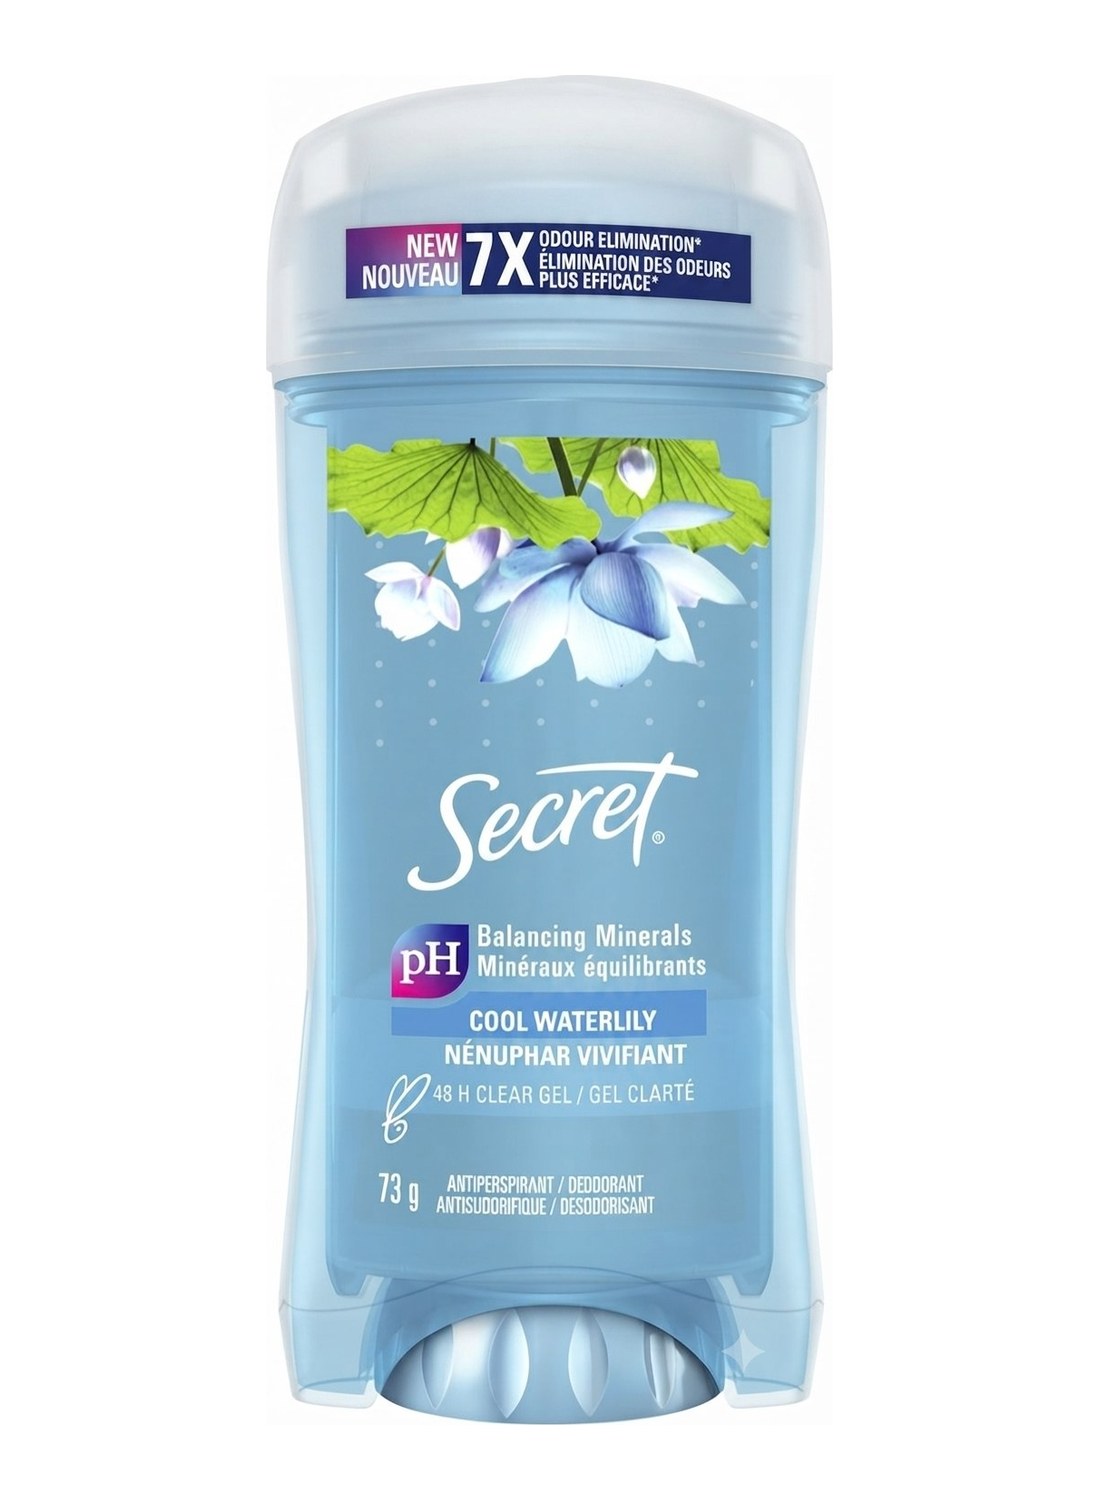 NEW
NOUVEAU
7X
ODOUR ELIMINATION*
ÉLIMINATION DES ODEURS
PLUS EFFICACE*
Secret
pH
Balancing Minerals
Minéraux équilibrants
COOL WATERLILY
NÉNUPHAR VIVIFIANT
48 H CLEAR GEL / GEL CLARTÉ
73 g
ANTIPERSPIRANT / DEDDORANT
ANTISUDORIFIQUE / DESODORISANT